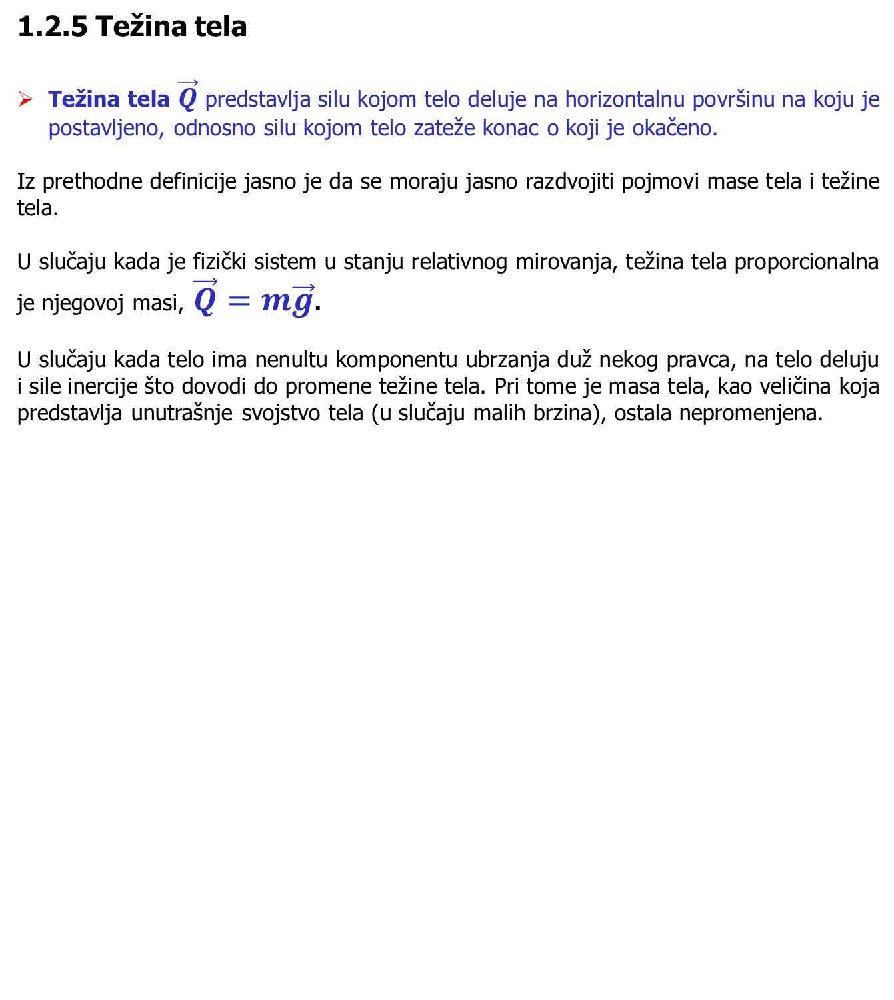 1.2.5 Težina tela
➢ Težina tela $\vec{Q}$ predstavlja silu kojom telo deluje na horizontalnu površinu na koju je
postavljeno, odnosno silu kojom telo zateže konac o koji je okačeno.
Iz prethodne definicije jasno je da se moraju jasno razdvojiti pojmovi mase tela i težine
tela.
U slučaju kada je fizički sistem u stanju relativnog mirovanja, težina tela proporcionalna
je njegovoj masi, $\vec{Q} = m\vec{g}$.
U slučaju kada telo ima nenultu komponentu ubrzanja duž nekog pravca, na telo deluju
i sile inercije što dovodi do promene težine tela. Pri tome je masa tela, kao veličina koja
predstavlja unutrašnje svojstvo tela (u slučaju malih brzina), ostala nepromenjena.